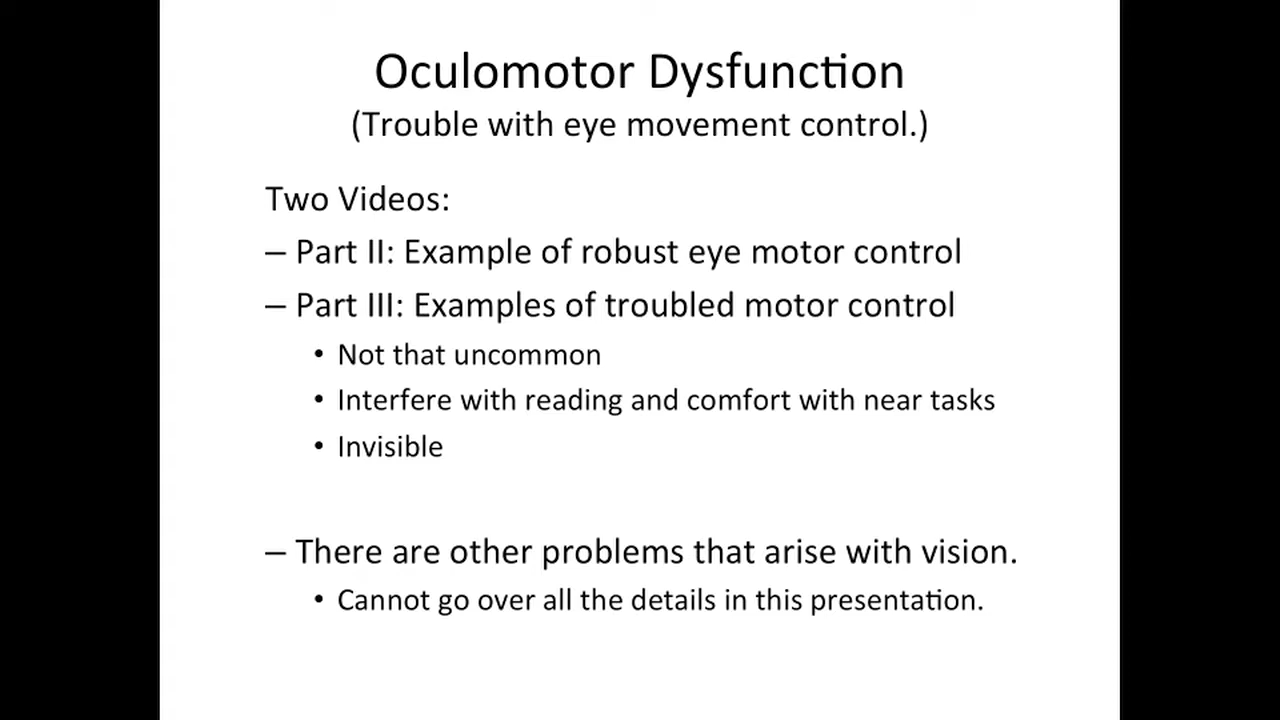 Oculomotor Dysfunction
(Trouble with eye movement control.)
Two Videos:
– Part II: Example of robust eye motor control
– Part III: Examples of troubled motor control
• Not that uncommon
• Interfere with reading and comfort with near tasks
• Invisible
– There are other problems that arise with vision.
• Cannot go over all the details in this presentation.